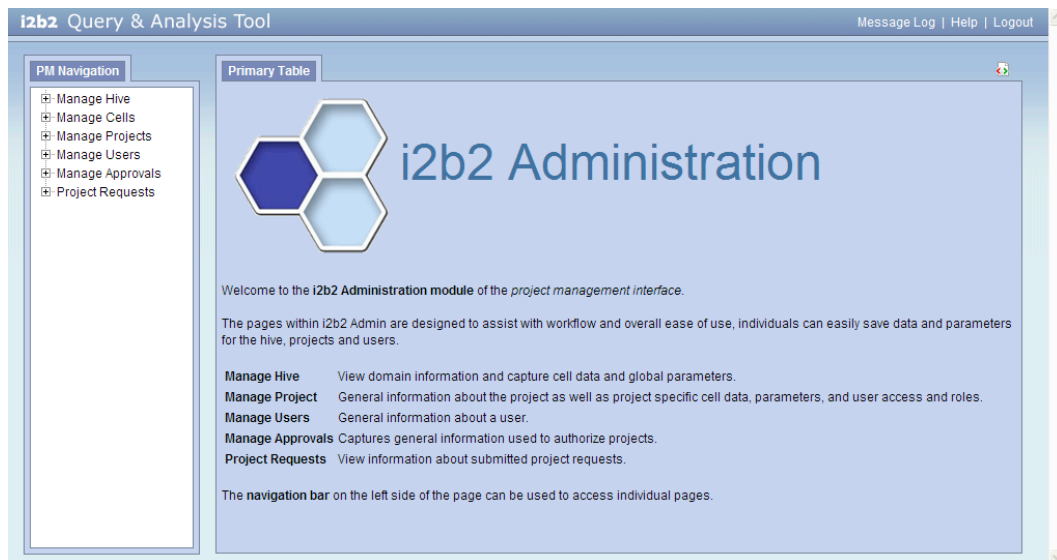 i2b2 Query & Analysis Tool
Message Log | Help | Logout
PM Navigation
Manage Hive
Manage Cells
Manage Projects
Manage Users
Manage Approvals
Project Requests
Primary Table
i2b2 Administration
Welcome to the i2b2 Administration module of the project management interface.
The pages within i2b2 Admin are designed to assist with workflow and overall ease of use, individuals can easily save data and parameters
for the hive, projects and users.
Manage Hive View domain information and capture cell data and global parameters.
Manage Project General information about the project as well as project specific cell data, parameters, and user access and roles.
Manage Users General information about a user.
Manage Approvals Captures general information used to authorize projects.
Project Requests View information about submitted project requests.
The navigation bar on the left side of the page can be used to access individual pages.